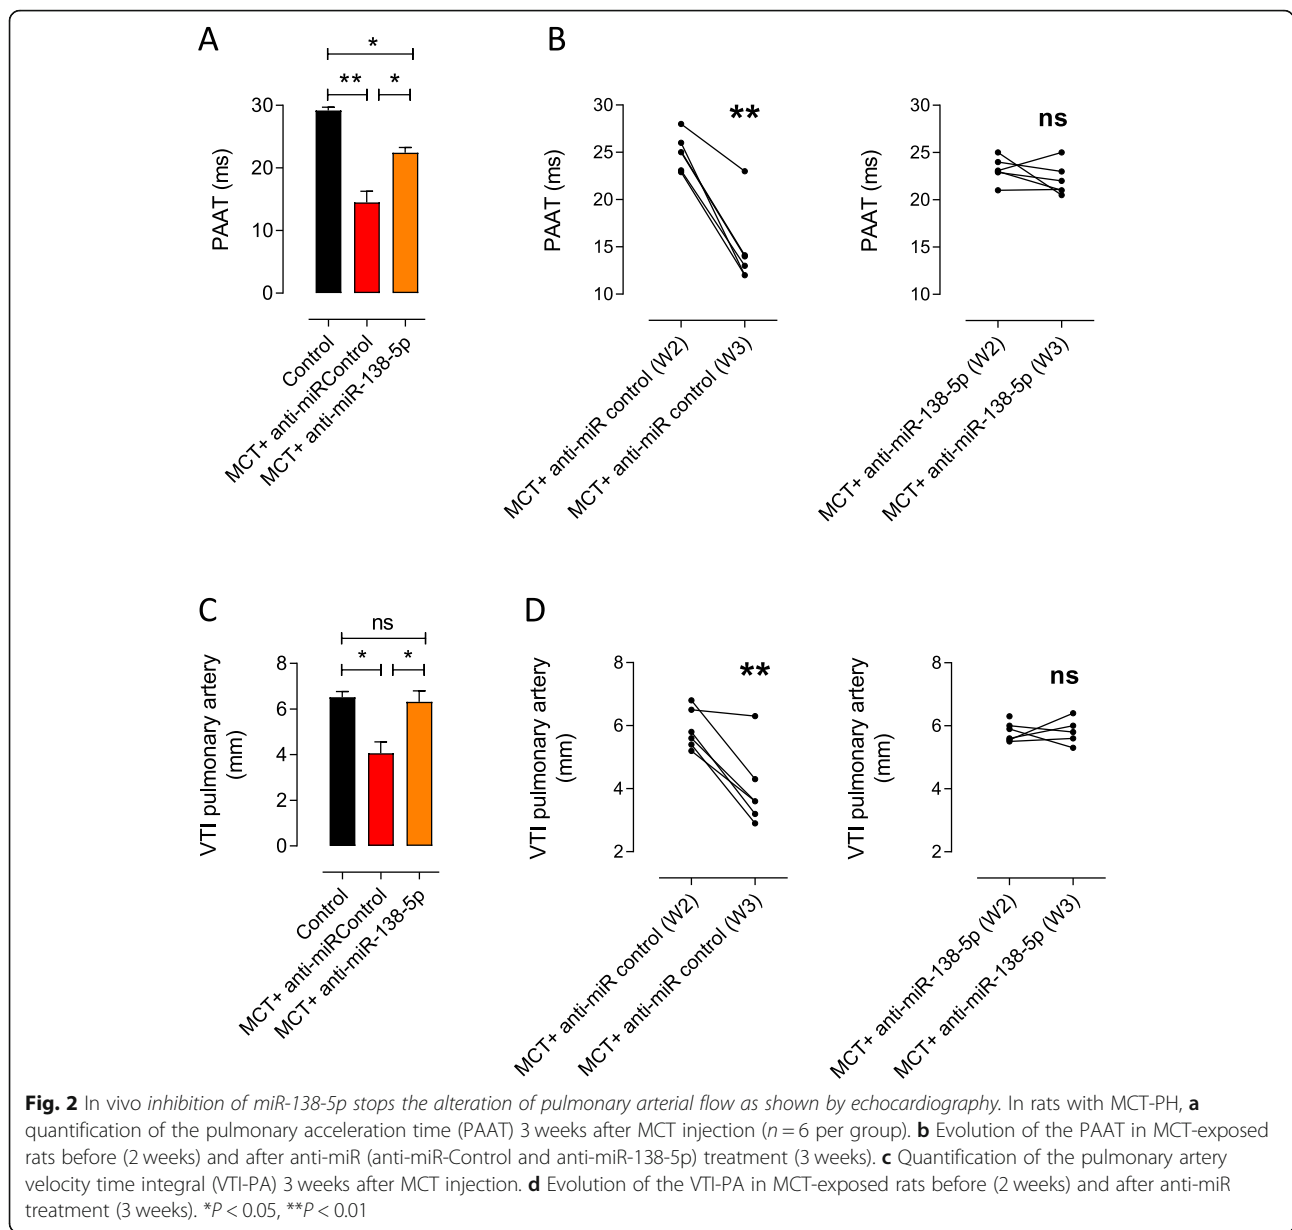 A
B
*
** *
30
20
10
0
PAAT (ms)
Control
MCT+ anti-miRControl
MCT+ anti-miR-138-5p
30
25
20
15
10
PAAT (ms)
**
MCT+ anti-miR control (W2)
MCT+ anti-miR control (W3)
30
25
20
15
10
PAAT (ms)
ns
MCT+ anti-miR-138-5p (W2)
MCT+ anti-miR-138-5p (W3)
C
D
ns
* *
8
6
4
2
0
VTI pulmonary artery
(mm)
Control
MCT+ anti-miRControl
MCT+ anti-miR-138-5p
8
6
4
2
VTI pulmonary artery
(mm)
**
MCT+ anti-miR control (W2)
MCT+ anti-miR control (W3)
8
6
4
2
VTI pulmonary artery
(mm)
ns
MCT+ anti-miR-138-5p (W2)
MCT+ anti-miR-138-5p (W3)
Fig. 2 In vivo inhibition of miR-138-5p stops the alteration of pulmonary arterial flow as shown by echocardiography. In rats with MCT-PH, a
quantification of the pulmonary acceleration time (PAAT) 3 weeks after MCT injection (n = 6 per group). b Evolution of the PAAT in MCT-exposed
rats before (2 weeks) and after anti-miR (anti-miR-Control and anti-miR-138-5p) treatment (3 weeks). c Quantification of the pulmonary artery
velocity time integral (VTI-PA) 3 weeks after MCT injection. d Evolution of the VTI-PA in MCT-exposed rats before (2 weeks) and after anti-miR
treatment (3 weeks). *P < 0.05, **P < 0.01